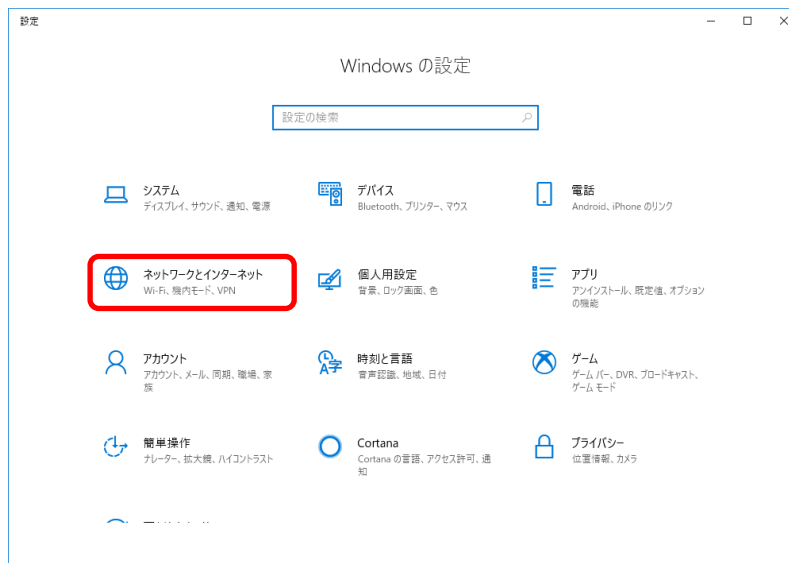 設定
Windows の設定
設定の検索
システム
ディスプレイ、サウンド、通知、電源
デバイス
Bluetooth、プリンター、マウス
電話
Android、iPhone のリンク
ネットワークとインターネット
Wi-Fi、機内モード、VPN
個人用設定
背景、ロック画面、色
アプリ
アンインストール、既定値、オプション
の機能
アカウント
アカウント、メール、同期、職場、家
族
時刻と言語
音声認識、地域、日付
ゲーム
ゲーム バー、DVR、ブロードキャスト、
ゲーム モード
簡単操作
ナレーター、拡大鏡、ハイコントラスト
Cortana
Cortana の言語、アクセス許可、通
知
プライバシー
位置情報、カメラ